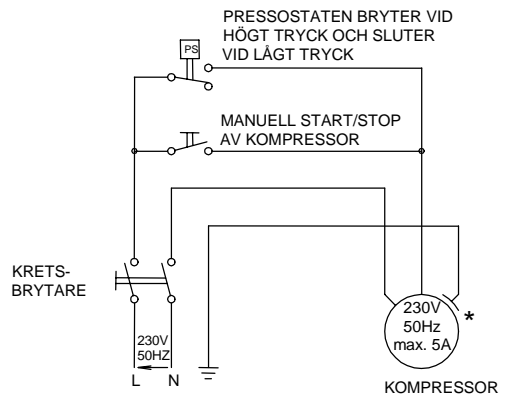 PRESSOSTATEN BRYTER VID
HÖGT TRYCK OCH SLUTER
VID LÅGT TRYCK
PS
MANUELL START/STOP
AV KOMPRESSOR
KRETS-
BRYTARE
230V
50HZ
L N
230V
50Hz
max. 5A
*
KOMPRESSOR